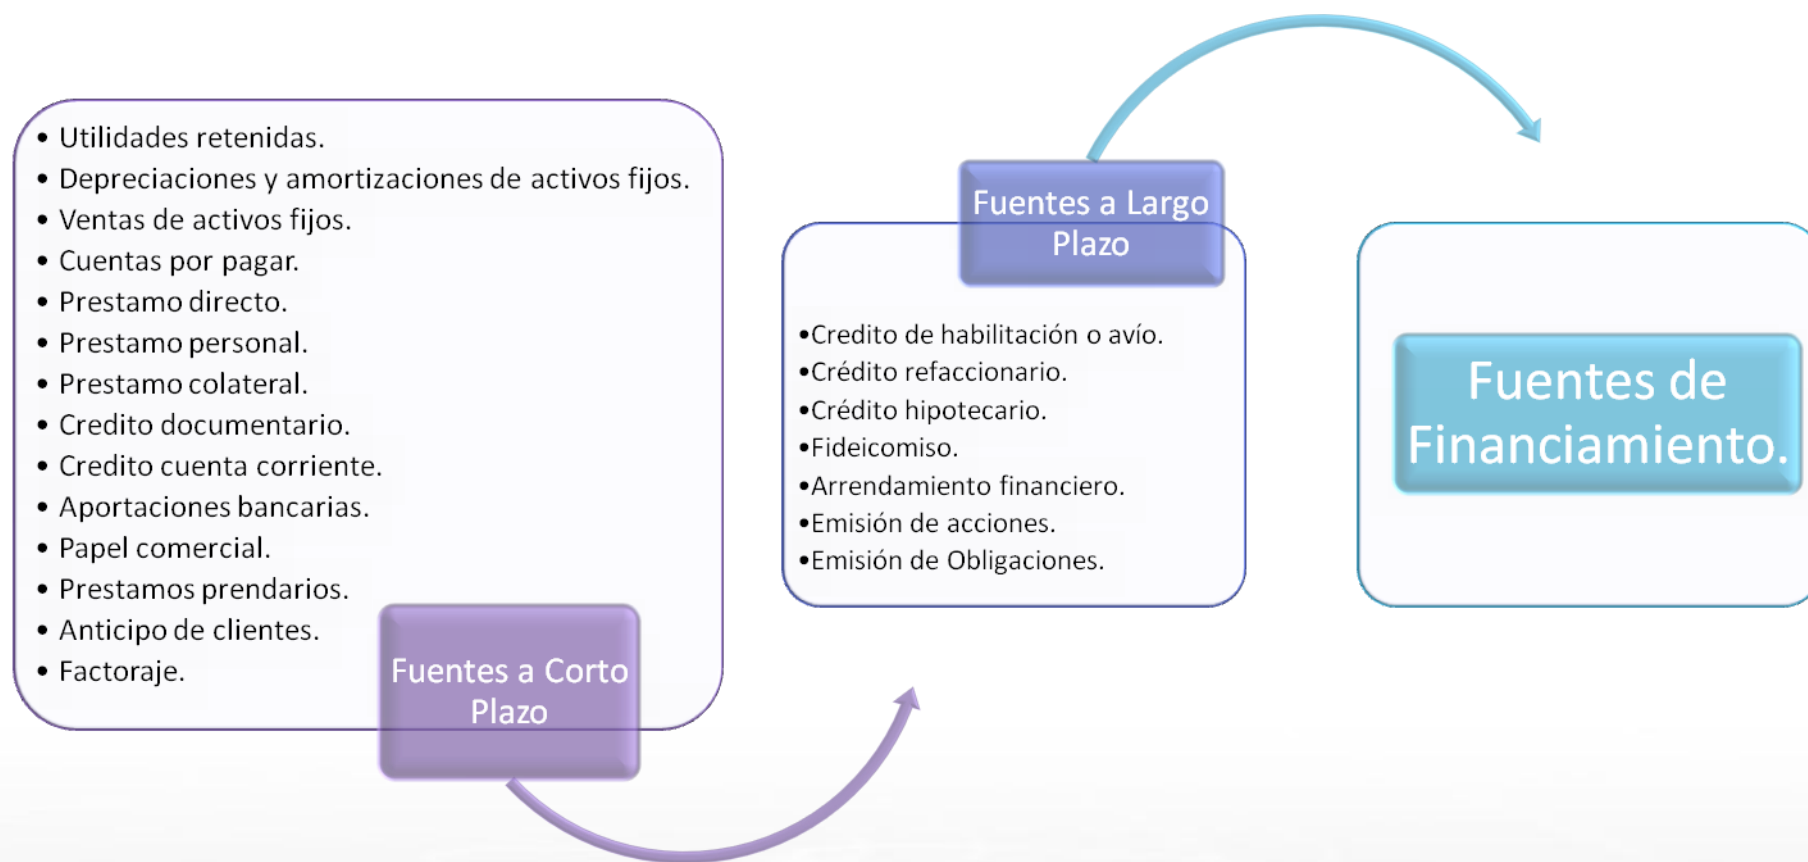 • Utilidades retenidas.
• Depreciaciones y amortizaciones de activos fijos.
• Ventas de activos fijos.
• Cuentas por pagar.
• Prestamo directo.
• Prestamo personal.
• Prestamo colateral.
• Credito documentario.
• Credito cuenta corriente.
• Aportaciones bancarias.
• Papel comercial.
• Prestamos prendarios.
• Anticipo de clientes.
• Factoraje.
Fuentes a Corto
Plazo
Fuentes a Largo
Plazo
•Credito de habilitación o avío.
•Crédito refaccionario.
•Crédito hipotecario.
•Fideicomiso.
•Arrendamiento financiero.
•Emisión de acciones.
•Emisión de Obligaciones.
Fuentes de
Financiamiento.